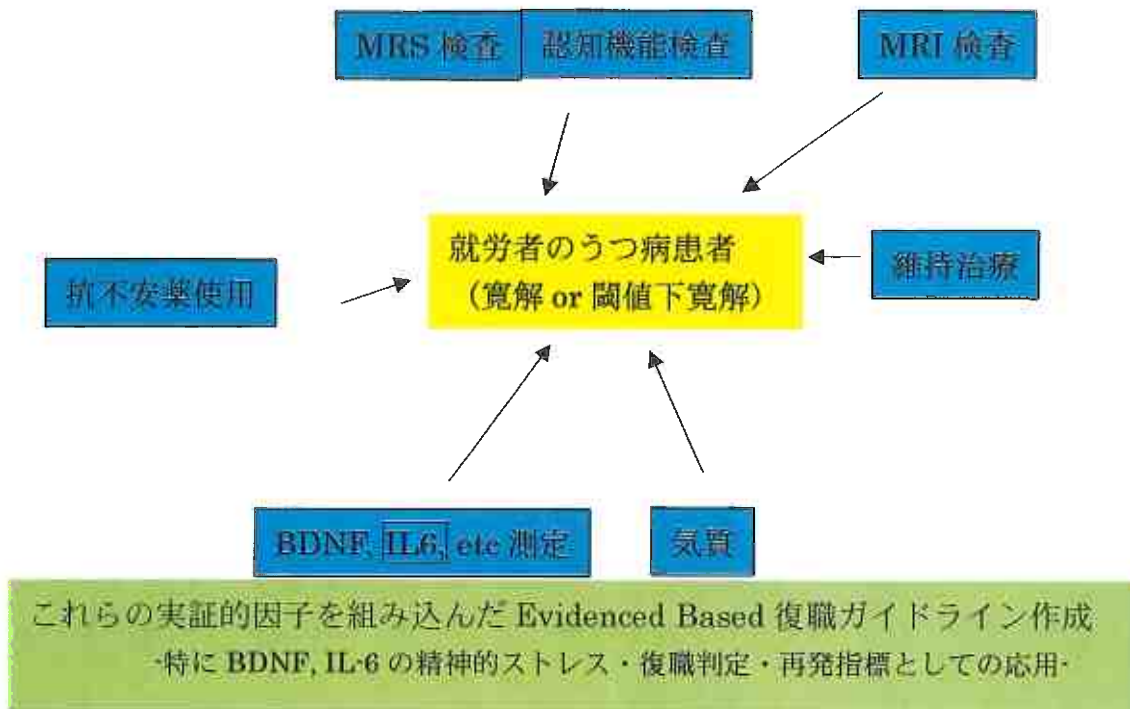 MRS 検査 認知機能検査 MRI 検査
就労者のうつ病患者
（寛解 or 閾値下寛解）
維持治療
抗不安薬使用
BDNF, IL6, etc 測定
気質
これらの実証的因子を組み込んだ Evidenced Based 復職ガイドライン作成
-特に BDNF, IL-6 の精神的ストレス・復職判定・再発指標としての応用-